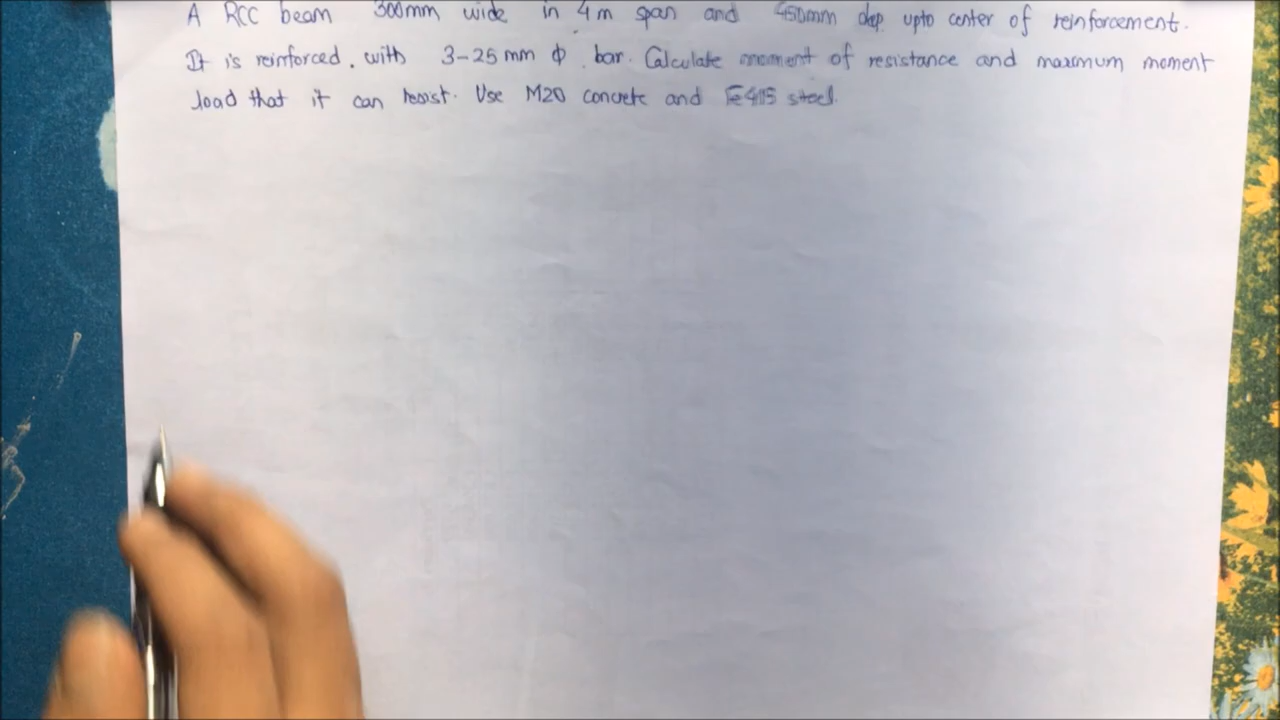 A RCC beam 300mm wide in 4m span and 450mm dep upto center of reinforcement.
It is reinforced. with 3-25mm φ. bar. Calculate moment of resistance and maximum moment
load that it can resist. Use M20 concrete and Fe415 steel.